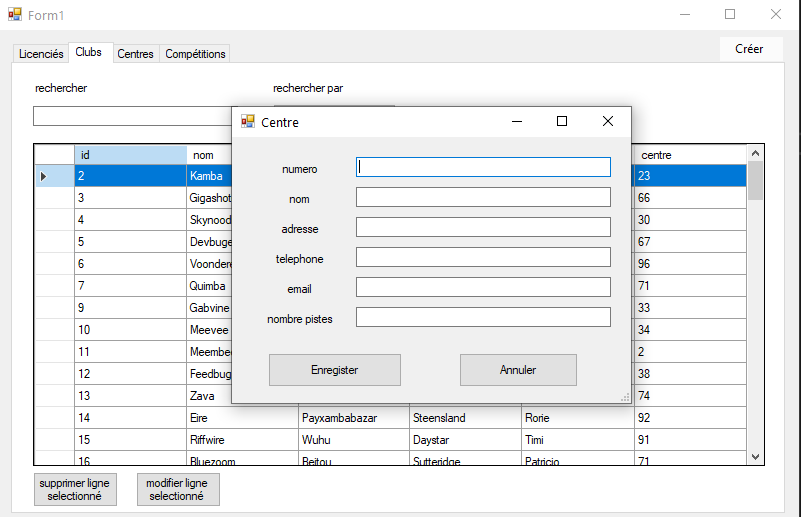 Form1
Licenciés Clubs Centres Compétitions Créer
rechercher rechercher par
Centre
numero
nom
adresse
telephone
email
nombre pistes
Enregister Annuler
id nom centre
2 Kamba 23
3 Gigashot 66
4 Skynood 30
5 Devbuge 67
6 Voondere 96
7 Quimba 71
9 Gabvine 33
10 Meevee 34
11 Meembee 2
12 Feedbug 38
13 Zava 74
14 Eire Payxambabazar Steensland Rorie 92
15 Riffwire Wuhu Daystar Timi 91
16 Bluezoom Beitou Sutteridge Patricio 71
supprimer ligne
selectionné
modifier ligne
selectionné